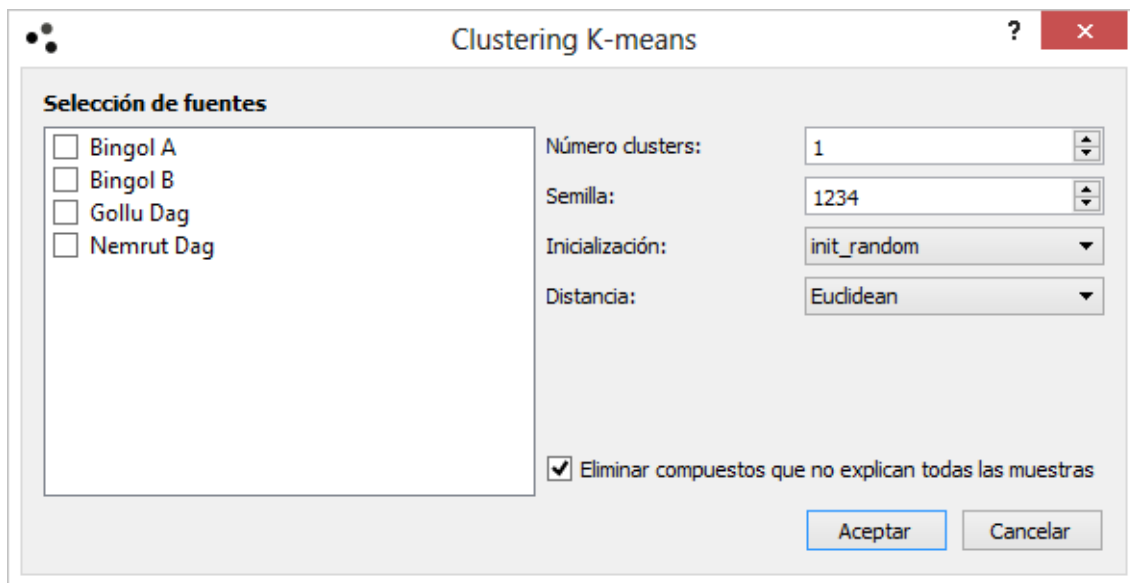 Clustering K-means
?
Selección de fuentes
Bingol A
Bingol B
Gollu Dag
Nemrut Dag
Número clusters: 1
Semilla: 1234
Inicialización: init_random
Distancia: Euclidean
Eliminar compuestos que no explican todas las muestras
Aceptar Cancelar